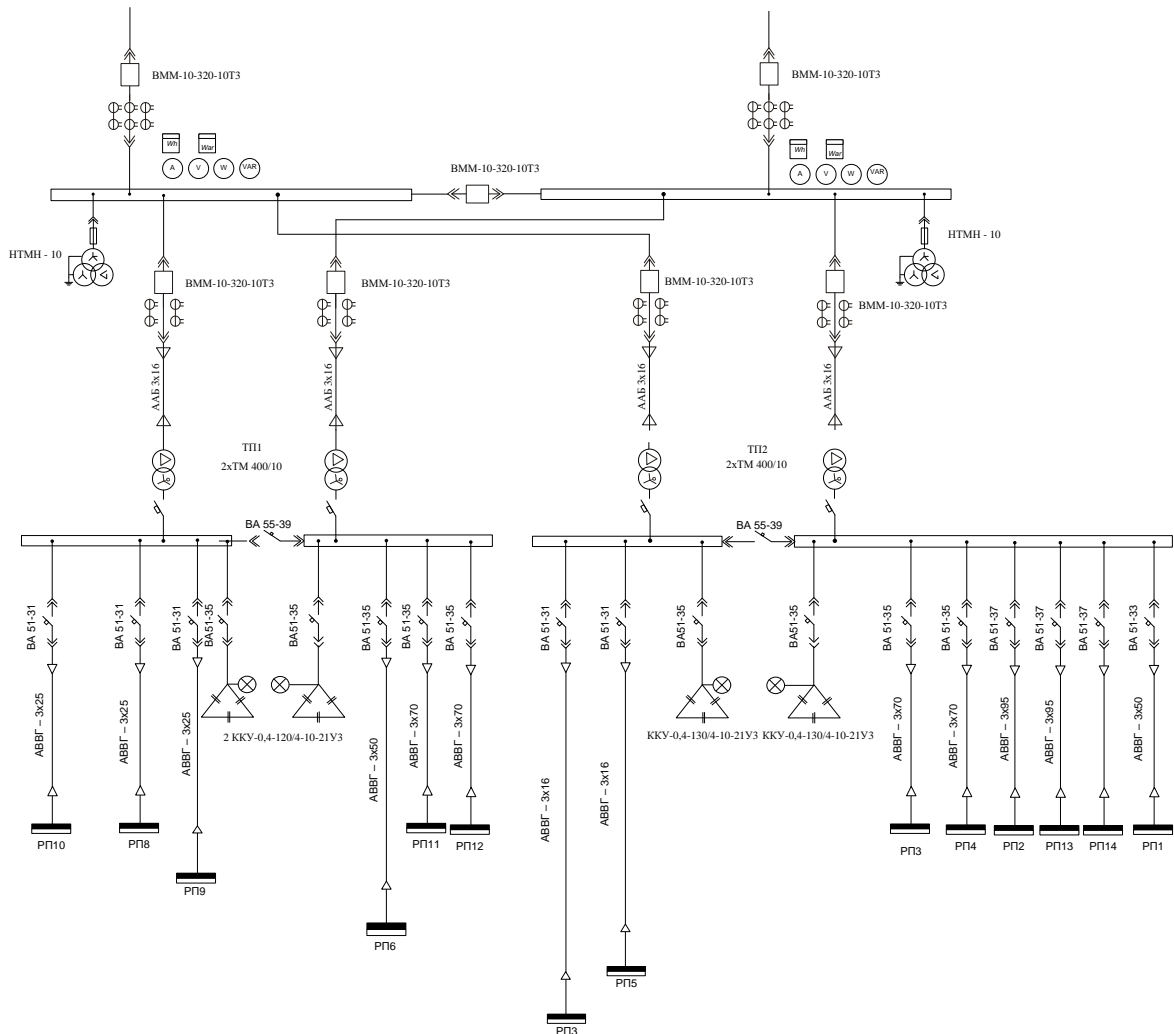 ВММ-10-320-10Т3
ВММ-10-320-10Т3
Wh
War
A
V
W
VAR
Wh
War
A
V
W
VAR
ВММ-10-320-10Т3
НТМН - 10
НТМН - 10
ВММ-10-320-10Т3
ВММ-10-320-10Т3
ВММ-10-320-10Т3
ВММ-10-320-10Т3
ААБ 3х16
ААБ 3х16
ААБ 3х16
ААБ 3х16
ТП1
2хТМ 400/10
ТП2
2хТМ 400/10
ВА 55-39
ВА 55-39
ВА 51-31
ВА 51-31
ВА 51-31
ВА51-35
ВА51-35
ВА 51-35
ВА 51-35
ВА 51-35
ВА 51-31
ВА 51-35
ВА51-35
ВА51-35
ВА 51-35
ВА 51-35
ВА 51-37
ВА 51-37
ВА 51-37
ВА 51-33
2 ККУ-0,4-120/4-10-21У3
ККУ-0,4-130/4-10-21У3
ККУ-0,4-130/4-10-21У3
АВВГ – 3х25
АВВГ – 3х25
АВВГ – 3х25
АВВГ – 3х50
АВВГ – 3х70
АВВГ – 3х70
АВВГ – 3х16
АВВГ – 3х16
АВВГ – 3х70
АВВГ – 3х70
АВВГ – 3х95
АВВГ – 3х95
АВВГ – 3х50
РП10
РП8
РП9
РП6
РП11
РП12
РП3
РП5
РП3
РП4
РП2
РП13
РП14
РП1